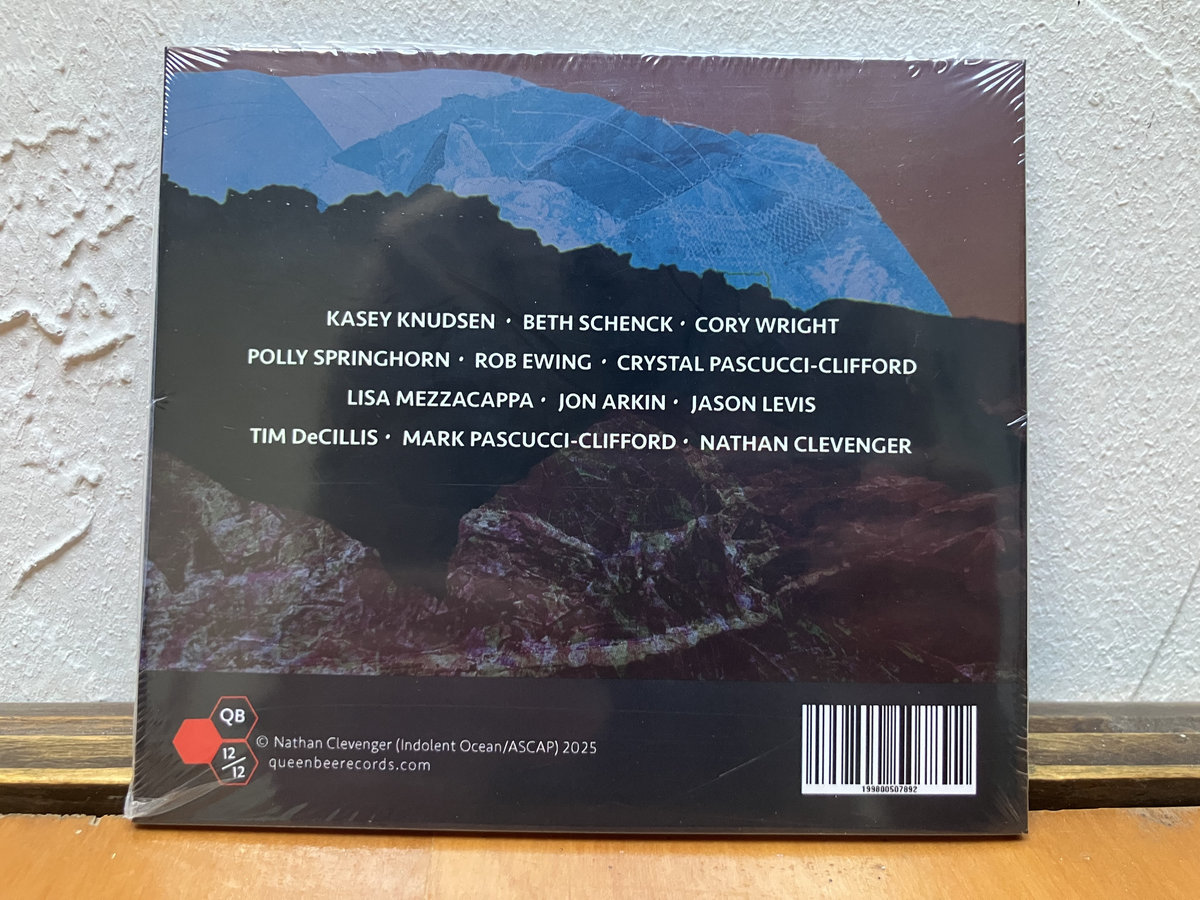 KASEY KNUDSEN • BETH SCHENCK • CORY WRIGHT
POLLY SPRINGHORN • ROB EWING • CRYSTAL PASCUCCI-CLIFFORD
LISA MEZZACAPPA • JON ARKIN • JASON LEVIS
TIM DeCILLIS • MARK PASCUCCI-CLIFFORD • NATHAN CLEVENGER
QB
12/12
© Nathan Clevenger (Indolent Ocean/ASCAP) 2025
queenbeerecords.com
199800507892